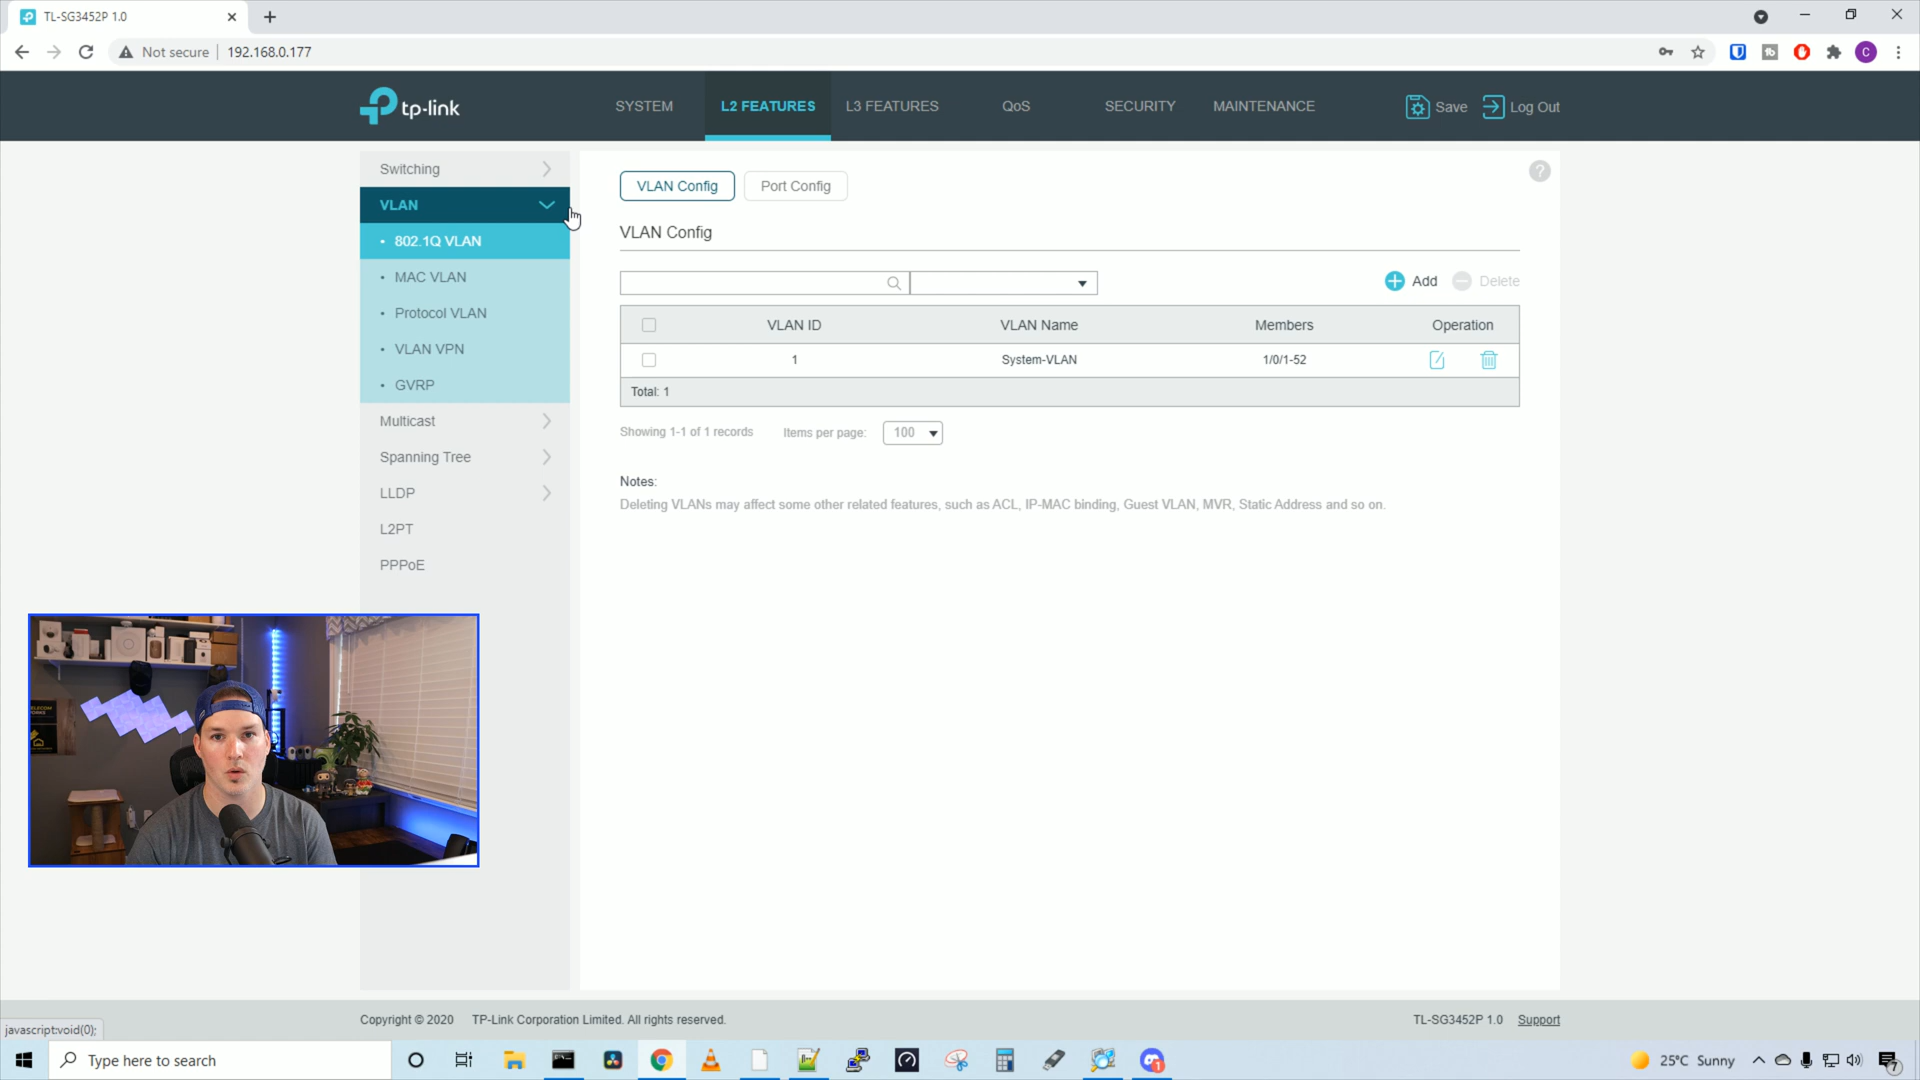 TL-SG3452P 1.0
Not secure
192.168.0.177
C
tp-link
SYSTEM
L2 FEATURES
L3 FEATURES
QoS
SECURITY
MAINTENANCE
Save
Log Out
Switching
VLAN
802.1Q VLAN
MAC VLAN
Protocol VLAN
VLAN VPN
GVRP
Multicast
Spanning Tree
LLDP
L2PT
PPPoE
VLAN Config
Port Config
?
VLAN Config
Add
Delete
VLAN ID
VLAN Name
Members
Operation
1
System-VLAN
1/0/1-52
Total: 1
Showing 1-1 of 1 records
Items per page:
100
Notes:
Deleting VLANs may affect some other related features, such as ACL, IP-MAC binding, Guest VLAN, MVR, Static Address and so on.
Copyright © 2020
TP-Link Corporation Limited. All rights reserved.
TL-SG3452P 1.0
Support
javascript:void(0);
Type here to search
1
25°C Sunny
7